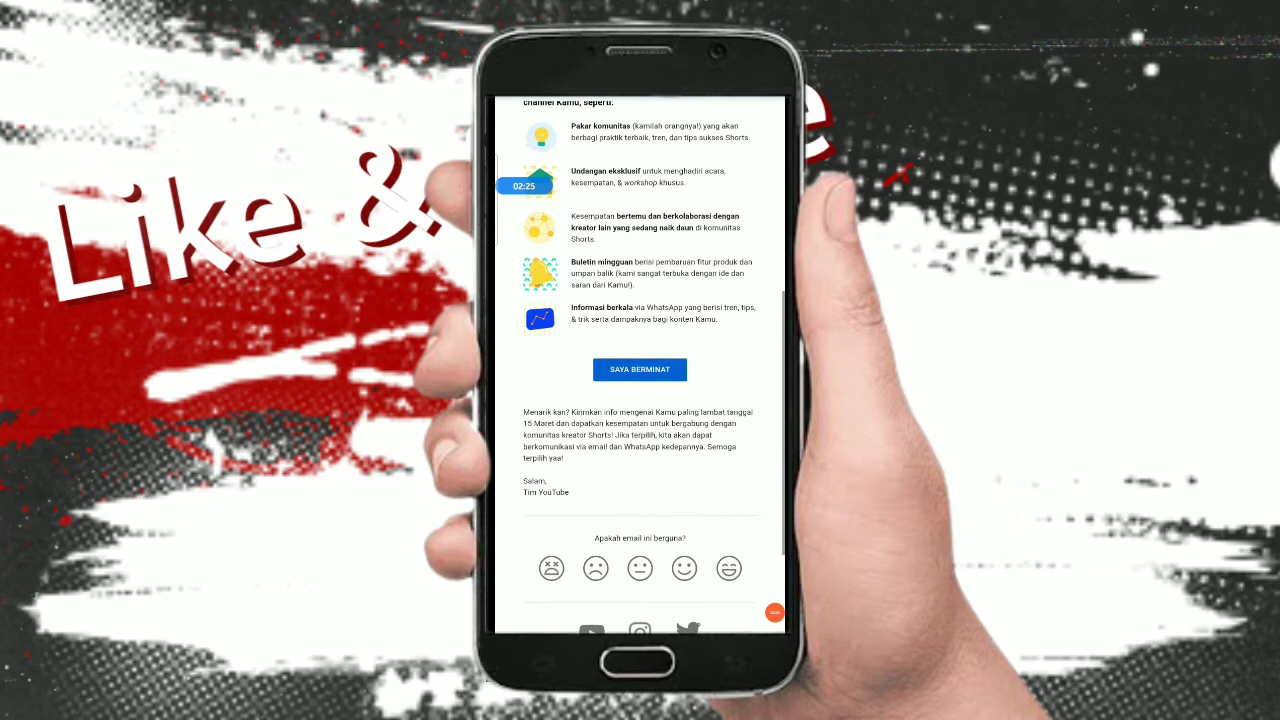 Like &
e
channel Kamu, seperti:
Pakar komunitas (kamilah orangnya!) yang akan
berbagi praktik terbaik, tren, dan tips sukses Shorts.
Undangan eksklusif untuk menghadiri acara,
kesempatan, & workshop khusus.
02:25
Kesempatan bertemu dan berkolaborasi dengan
kreator lain yang sedang naik daun di komunitas
Shorts.
Buletin mingguan berisi pembaruan fitur produk dan
umpan balik (kami sangat terbuka dengan ide dan
saran dari Kamu!).
Informasi berkala via WhatsApp yang berisi tren, tips,
& trik serta dampaknya bagi konten Kamu.
SAYA BERMINAT
Menarik kan? Kirimkan info mengenai Kamu paling lambat tanggal
15 Maret dan dapatkan kesempatan untuk bergabung dengan
komunitas kreator Shorts! Jika terpilih, kita akan dapat
berkomunikasi via email dan WhatsApp kedepannya. Semoga
terpilih yaa!
Salam,
Tim YouTube
Apakah email ini berguna?